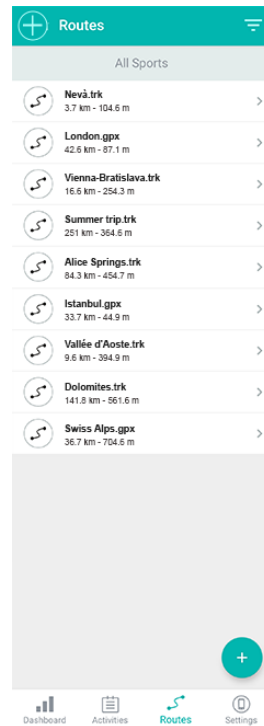 Routes
All Sports
Nevà.trk
3.7 km - 104.6 m
London.gpx
42.6 km - 87.1 m
Vienna-Bratislava.trk
16.6 km - 254.3 m
Summer trip.trk
251 km - 364.6 m
Alice Springs.trk
84.3 km - 454.7 m
Istanbul.gpx
33.7 km - 44.9 m
Vallée d'Aoste.trk
9.6 km - 394.9 m
Dolomites.trk
141.8 km - 561.6 m
Swiss Alps.gpx
36.7 km - 704.6 m
+
Dashboard Activities Routes Settings